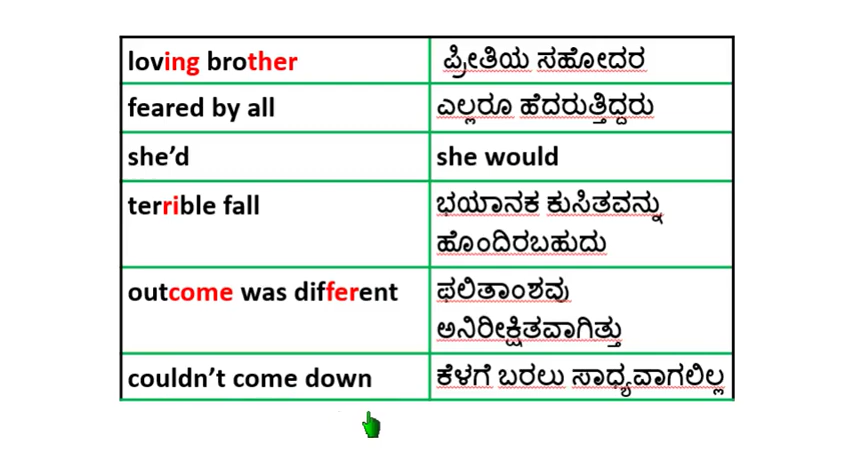 loving brother ಪ್ರೀತಿಯ ಸಹೋದರ
feared by all ಎಲ್ಲರೂ ಹೆದರುತ್ತಿದ್ದರು
she’d she would
terrible fall ಭಯಾನಕ ಕುಸಿತವನ್ನು
ಹೊಂದಿರಬಹುದು
outcome was different ಫಲಿತಾಂಶವು
ಅನಿರೀಕ್ಷಿತವಾಗಿತ್ತು
couldn’t come down ಕೆಳಗೆ ಬರಲು ಸಾಧ್ಯವಾಗಲಿಲ್ಲ